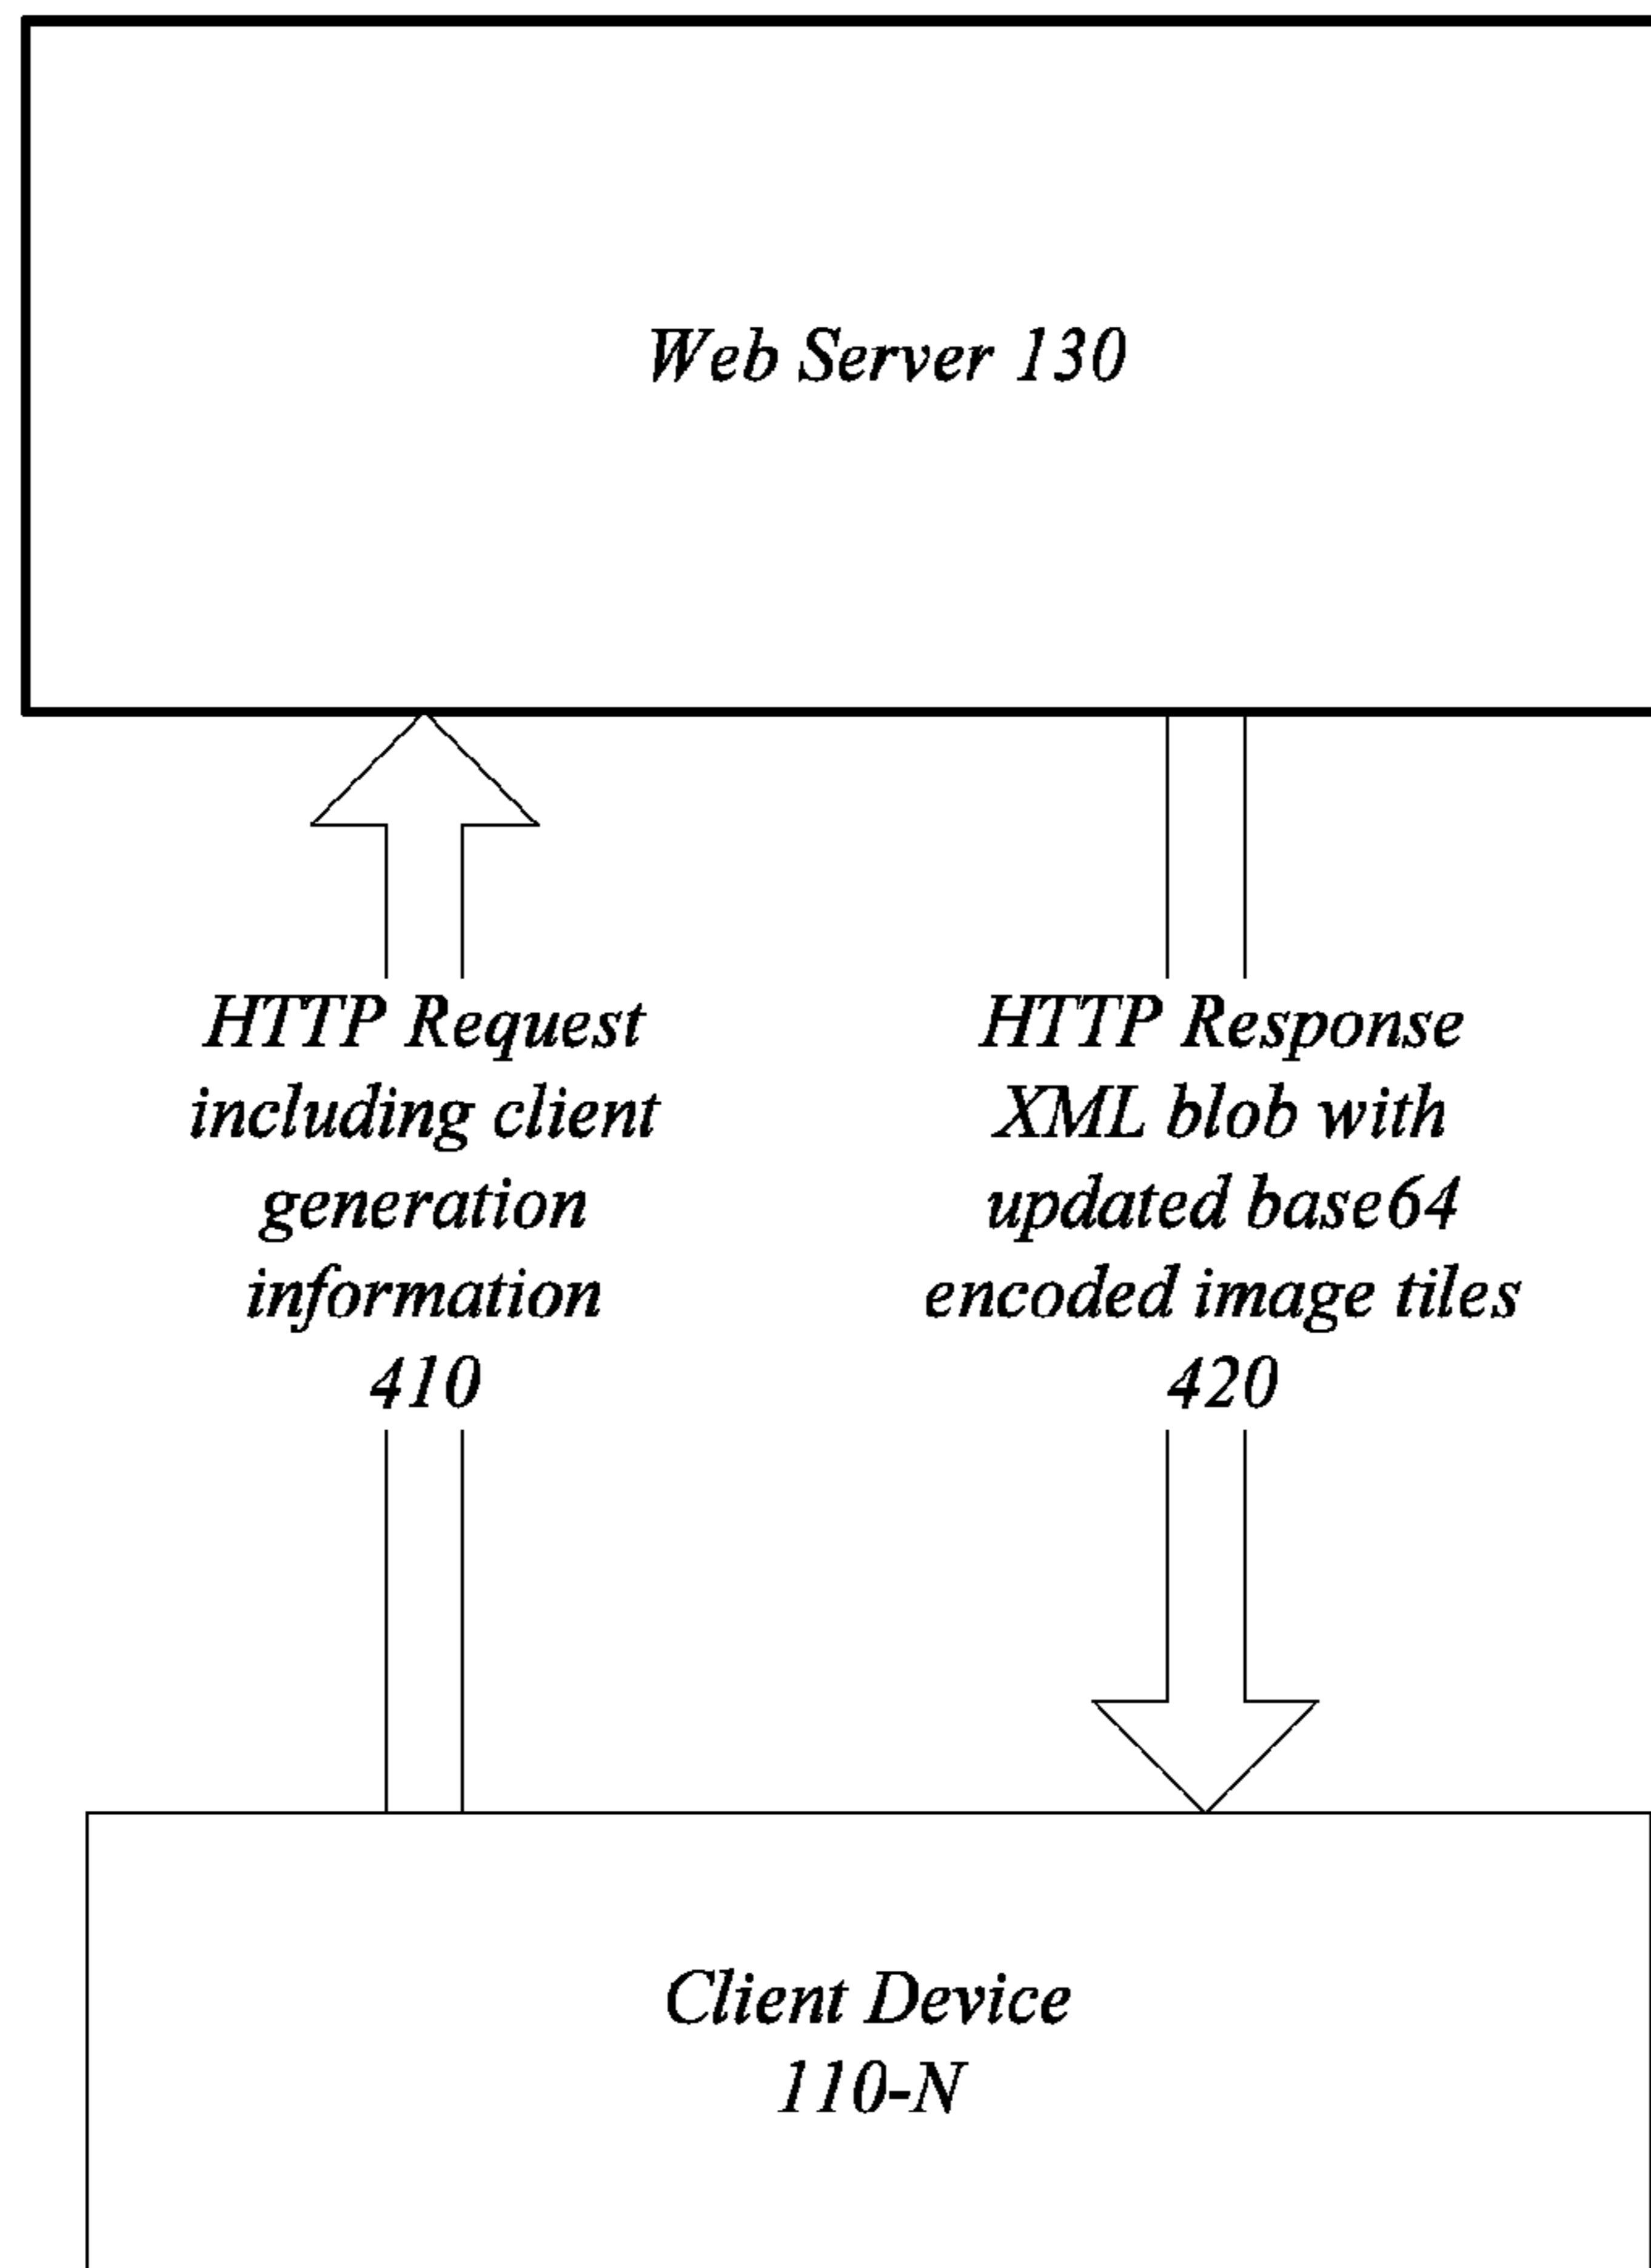 Web Server 130
HTTP Request
including client
generation
information
410
HTTP Response
XML blob with
updated base64
encoded image tiles
420
Client Device
110-N